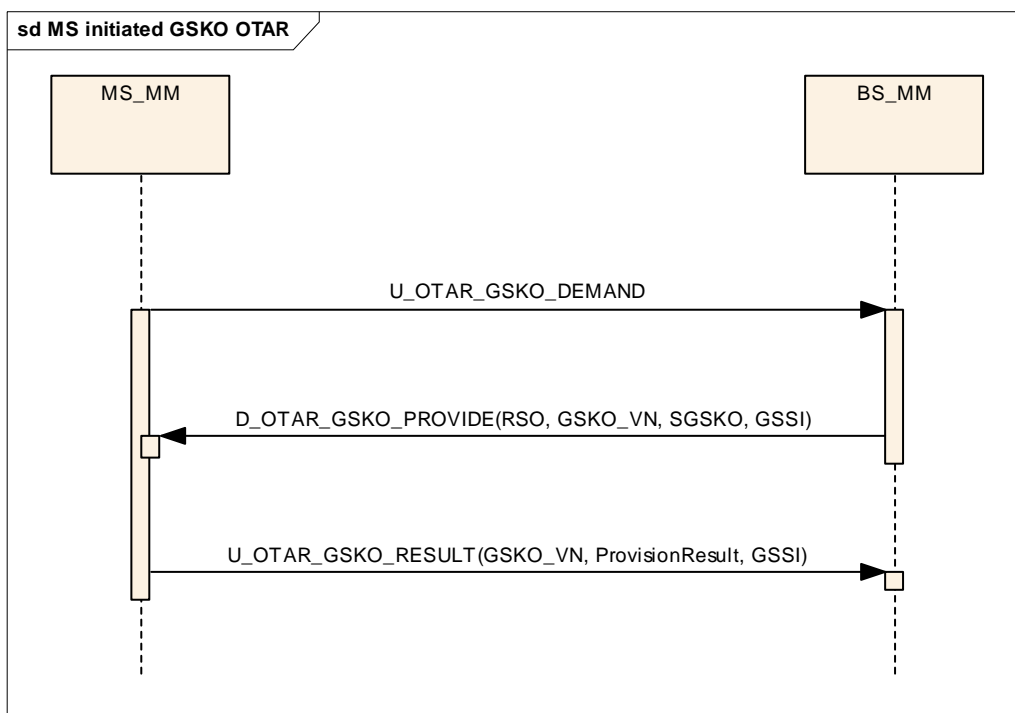 sd MS initiated GSKO OTAR
MS_MM
BS_MM
U_OTAR_GSKO_DEMAND
D_OTAR_GSKO_PROVIDE(RSO, GSKO_VN, SGSKO, GSSI)
U_OTAR_GSKO_RESULT(GSKO_VN, ProvisionResult, GSSI)